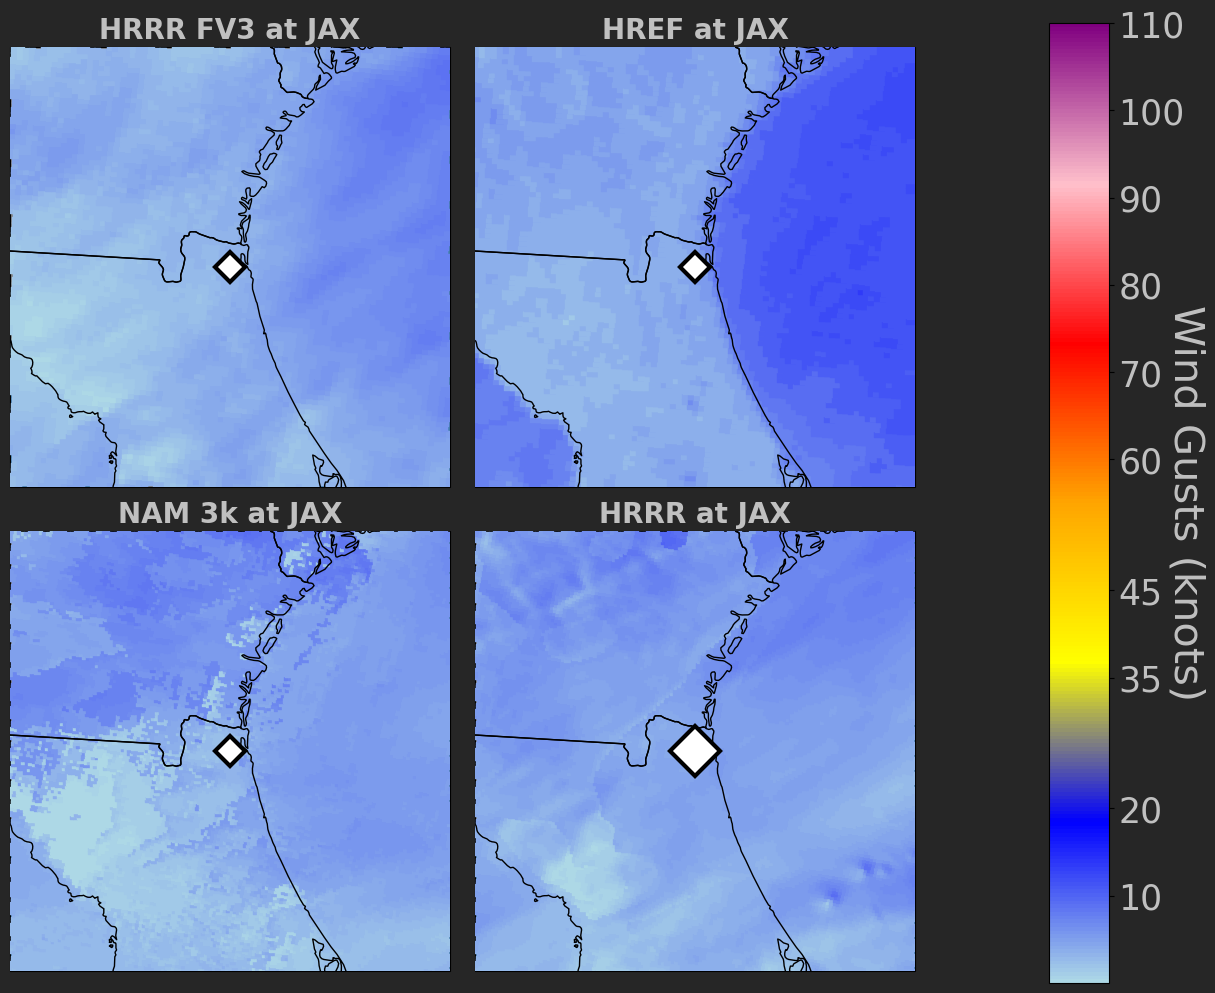 HRRR FV3 at JAX
HREF at JAX
NAM 3k at JAX
HRRR at JAX
110
100
90
80
70
60
45
35
20
10
Wind Gusts (knots)